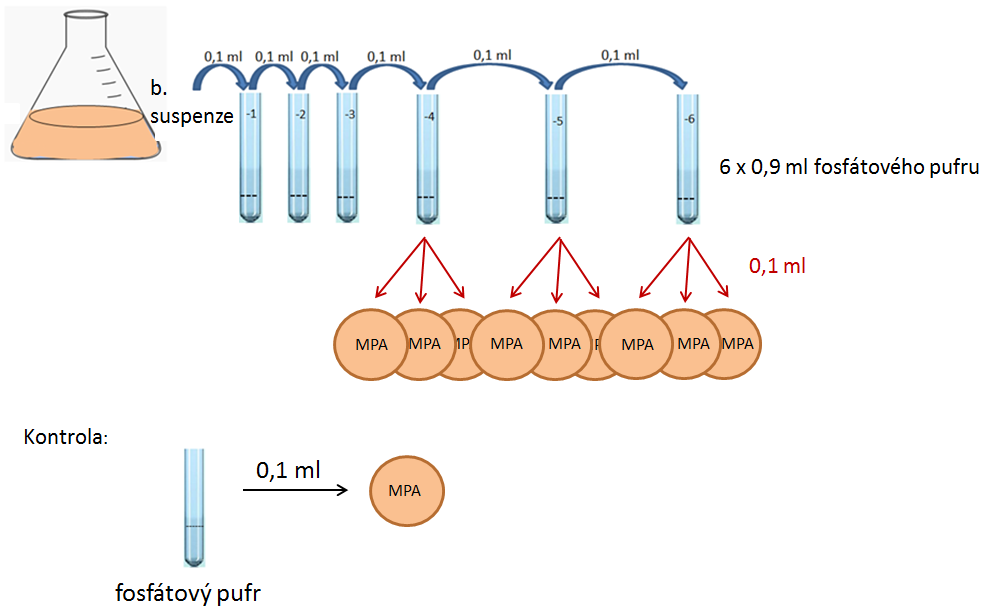 0,1 ml 0,1 ml 0,1 ml 0,1 ml 0,1 ml 0,1 ml
b.
suspenze
-1 -2 -3 -4 -5 -6
6 x 0,9 ml fosfátového pufru
0,1 ml
MPA MPA MPA MPA MPA MPA MPA
Kontrola:
0,1 ml
MPA
fosfátový pufr